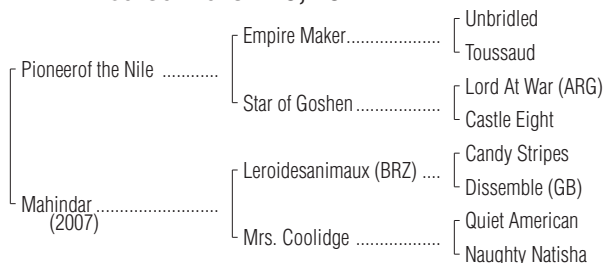 Unbridled
Empire Maker....................
Toussaud
Pioneerof the Nile ............
Lord At War (ARG)
Star of Goshen ..................
Castle Eight
Candy Stripes
Leroidesanimaux (BRZ) ....
Dissemble (GB)
Mahindar ..........................
(2007)
Quiet American
Mrs. Coolidge ....................
Naughty Natisha